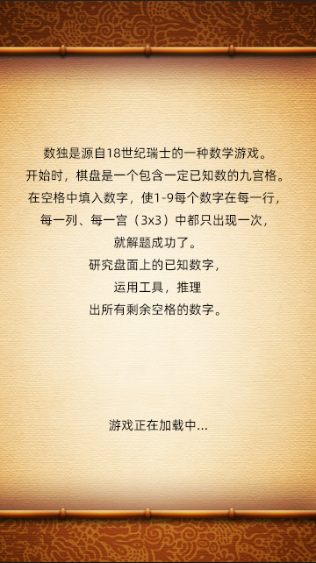 数独是源自18世纪瑞士的一种数学游戏。
开始时，棋盘是一个包含一定已知数的九宫格。
在空格中填入数字，使1-9每个数字在每一行，
每一列、每一宫（3x3）中都只出现一次，
就解题成功了。
研究盘面上的已知数字，
运用工具，推理
出所有剩余空格的数字。
游戏正在加载中...